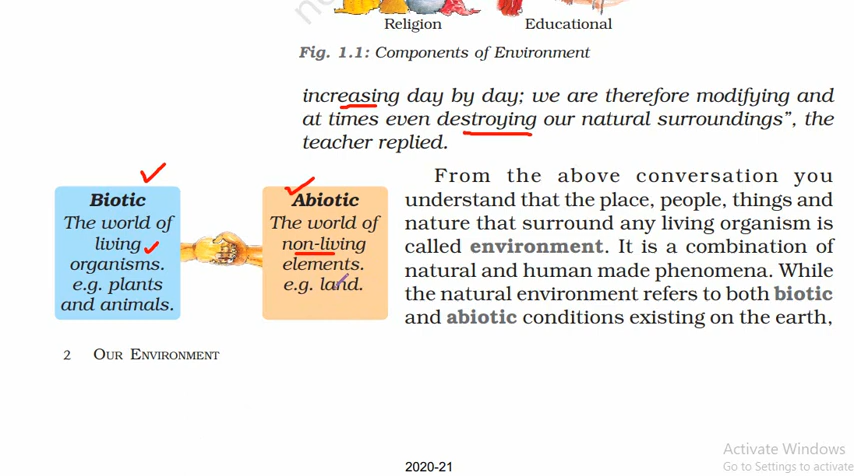 no
Religion
Educational
Fig. 1.1: Components of Environment
increasing day by day; we are therefore modifying and
at times even destroying our natural surroundings”, the
teacher replied.
Biotic
The world of
living
organisms.
e.g. plants
and animals.
Abiotic
The world of
non-living
elements.
e.g. land.
From the above conversation you
understand that the place, people, things and
nature that surround any living organism is
called environment. It is a combination of
natural and human made phenomena. While
the natural environment refers to both biotic
and abiotic conditions existing on the earth,
2 OUR ENVIRONMENT
2020-21
Activate Windows
Go to Settings to activate